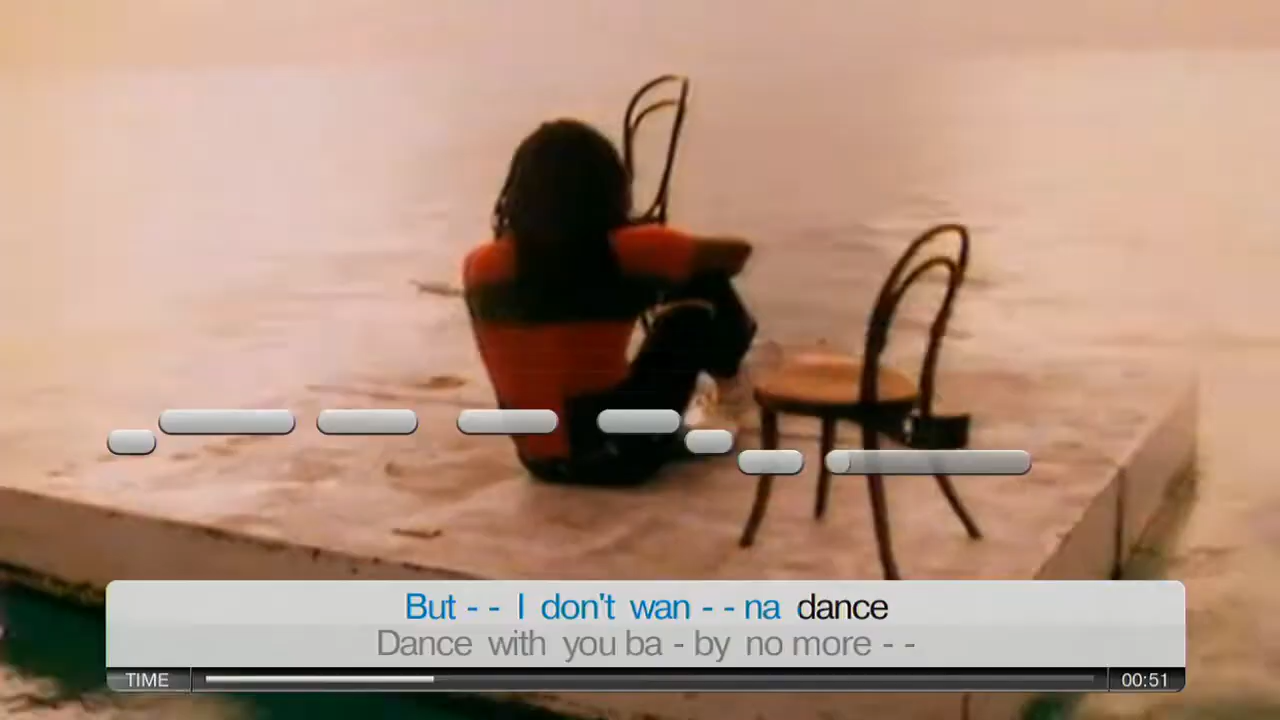 But - - I don't wan - - na dance
Dance with you ba - by no more - -
TIME 00:51